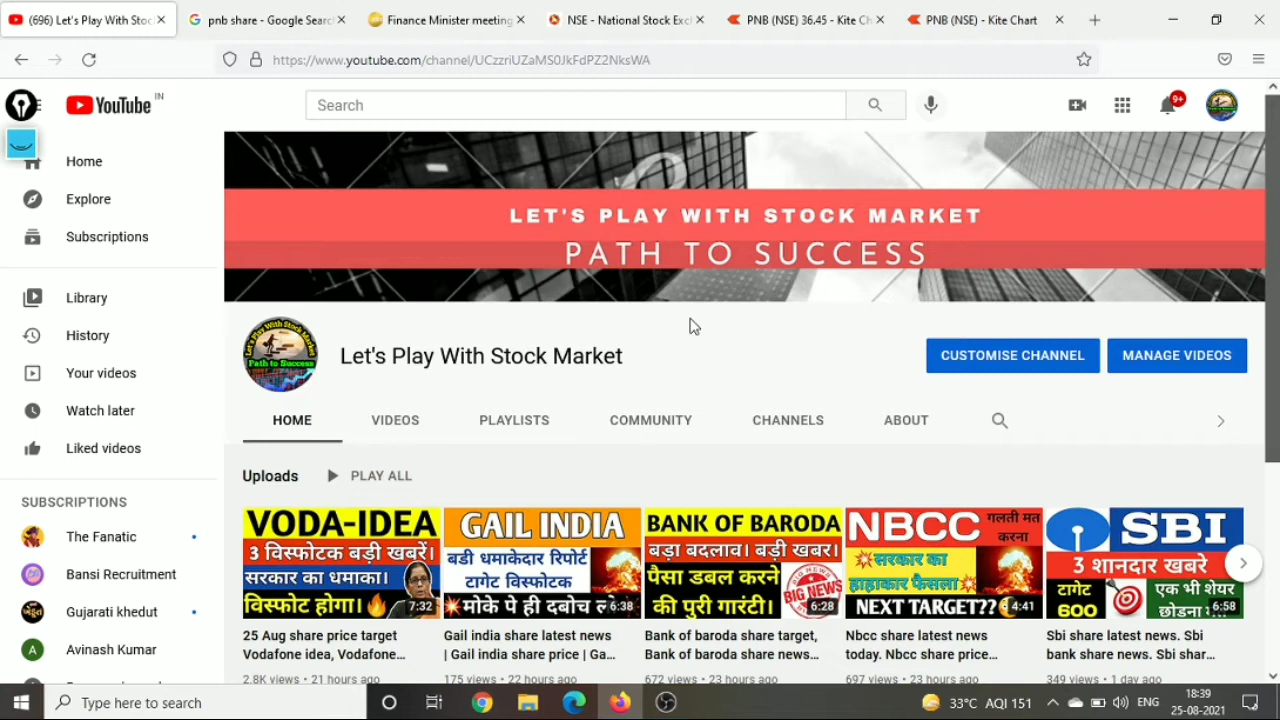 (696) Let's Play With Stoc
pnb share - Google Searc
Finance Minister meeting
NSE - National Stock Exc
PNB (NSE) 36.45 - Kite Ch
PNB (NSE) - Kite Chart
https://www.youtube.com/channel/UCzzriUZaMS0JkFdPZ2NksWA
YouTube IN
Search
9+
Home
Explore
Subscriptions
Library
History
Your videos
Watch later
Liked videos
SUBSCRIPTIONS
The Fanatic
Bansi Recruitment
Gujarati khedut
Avinash Kumar
LET'S PLAY WITH STOCK MARKET
PATH TO SUCCESS
Let's Play With Stock Market
Path to Success
Let's Play With Stock Market
CUSTOMISE CHANNEL
MANAGE VIDEOS
HOME
VIDEOS
PLAYLISTS
COMMUNITY
CHANNELS
ABOUT
Uploads
PLAY ALL
VODA-IDEA
3 विस्फोटक बड़ी खबरें।
सरकार का धमाका।
विस्फोट होगा।
7:32
25 Aug share price target
Vodafone idea, Vodafone...
2.8K views • 21 hours ago
GAIL INDIA
बडी धमाकेदार रिपोर्ट
टागेट विस्फोटक
मोके पे ही दबोच
6:38
Gail india share latest news
| Gail india share price | Ga...
175 views • 22 hours ago
BANK OF BARODA
बड़ा बदलाव। बड़ी खबर।
पैसा डबल करने
की पुरी गारंटी।
BIG NEWS
6:28
Bank of baroda share target,
Bank of baroda share news...
672 views • 23 hours ago
NBCC
गलती मत
करना
सरकार का
हाहाकार फैसला
NEXT TARGET??
4:41
Nbcc share latest news
today. Nbcc share price...
697 views • 23 hours ago
SBI
3 शानदार खबरे
टागेट
600
एक भी शेयर
छोडना
6:58
Sbi share latest news. Sbi
bank share news. Sbi shar...
349 views • 1 day ago
Type here to search
33°C AQI 151
ENG
18:39
25-08-2021